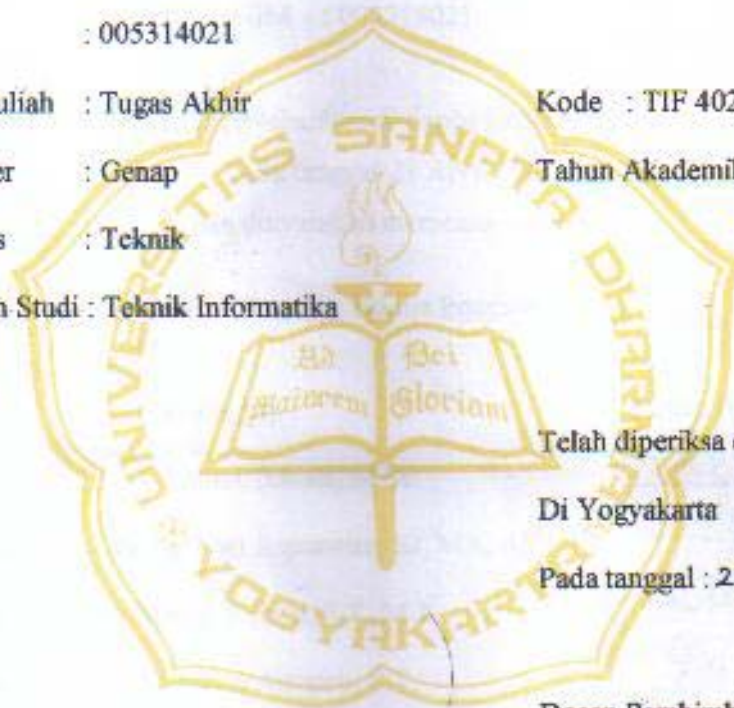 : 005314021
uliah : Tugas Akhir Kode : TIF 402
er : Genap Tahun Akademi
s : Teknik
n Studi : Teknik Informatika
UNIVERSITAS SANATA DHARMA
YOGYAKARTA
Ad Maiorem
Dei Gloriam
Telah diperiksa
Di Yogyakarta
Pada tanggal : 2